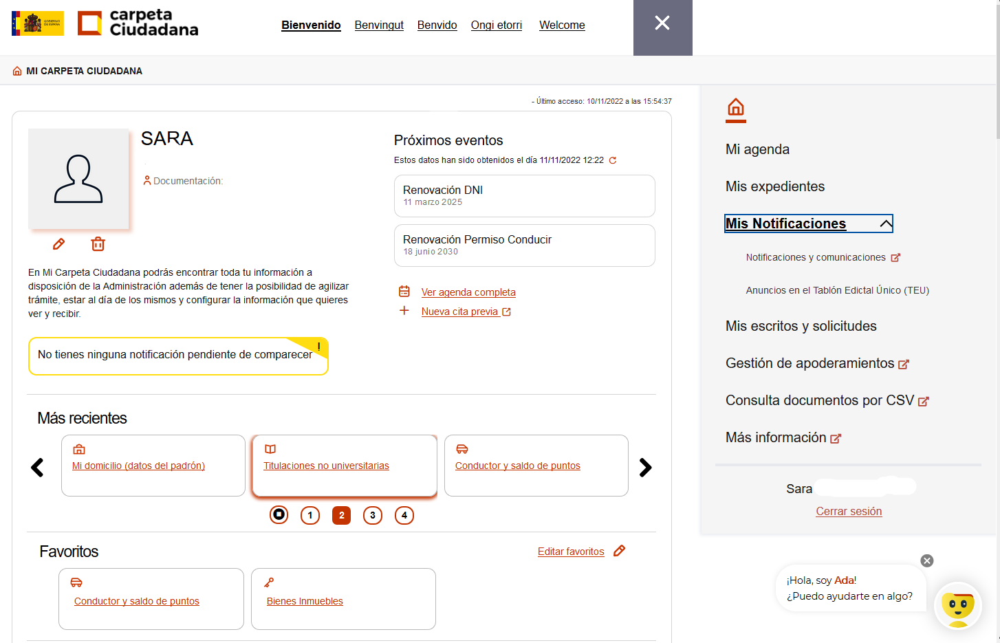 GOBIERNO
DE ESPAÑA
carpeta
Ciudadana
Bienvenido Benvingut Benvido Ongi etorri Welcome
MI CARPETA CIUDADANA
- Último acceso: 10/11/2022 a las 15:54:37
SARA
Documentación:
En Mi Carpeta Ciudadana podrás encontrar toda tu información a
disposición de la Administración además de tener la posibilidad de agilizar
trámite, estar al día de los mismos y configurar la información que quieres
ver y recibir.
No tienes ninguna notificación pendiente de comparecer
!
Próximos eventos
Estos datos han sido obtenidos el día 11/11/2022 12:22
Renovación DNI
11 marzo 2025
Renovación Permiso Conducir
18 junio 2030
Ver agenda completa
Nueva cita previa
Más recientes
Mi domicilio (datos del padrón)
Titulaciones no universitarias
Conductor y saldo de puntos
1 2 3 4
Favoritos
Editar favoritos
Conductor y saldo de puntos
Bienes Inmuebles
Mi agenda
Mis expedientes
Mis Notificaciones
Notificaciones y comunicaciones
Anuncios en el Tablón Edictal Único (TEU)
Mis escritos y solicitudes
Gestión de apoderamientos
Consulta documentos por CSV
Más información
Sara
Cerrar sesión
¡Hola, soy Ada!
¿Puedo ayudarte en algo?